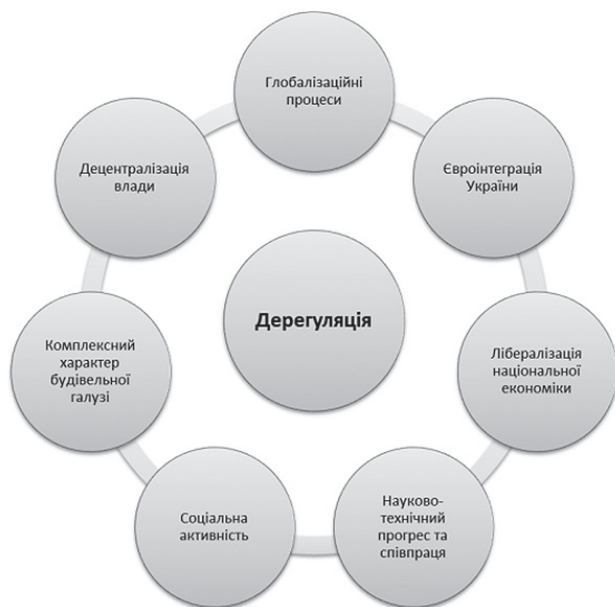 Глобалізаційні
процеси
Євроінтеграція
України
Лібералізація
національної
економіки
Науково-
технічний
прогрес та
співпраця
Соціальна
активність
Комплексний
характер
будівельної
галузі
Децентралізація
влади
Дерегуляція